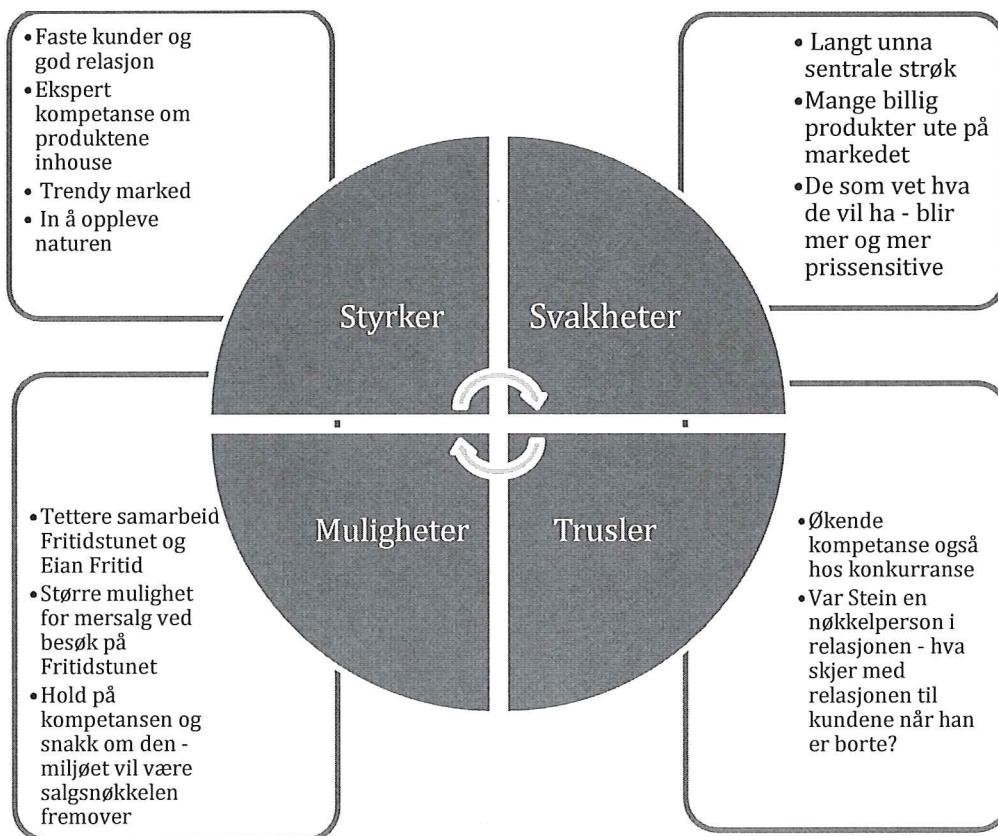 •Faste kunder og
god relasjon
•Ekspert
kompetanse om
produktene
inhouse
• Trendy marked
• In å oppleve
naturen
• Langt unna
sentrale strøk
•Mange billig
produkter ute på
markedet
•De som vet hva
de vil ha - blir
mer og mer
prissensitive
Styrker
Svakheter
Muligheter
Trusler
•Tettere samarbeid
Fritidstunet og
Eian Fritid
•Større mulighet
for mersalg ved
besøk på
Fritidstunet
•Hold på
kompetansen og
snakk om den -
miljøet vil være
salgsnøkkelen
fremover
•Økende
kompetanse også
hos konkurranse
•Var Stein en
nøkkelperson i
relasjonen - hva
skjer med
relasjonen til
kundene når han
er borte?